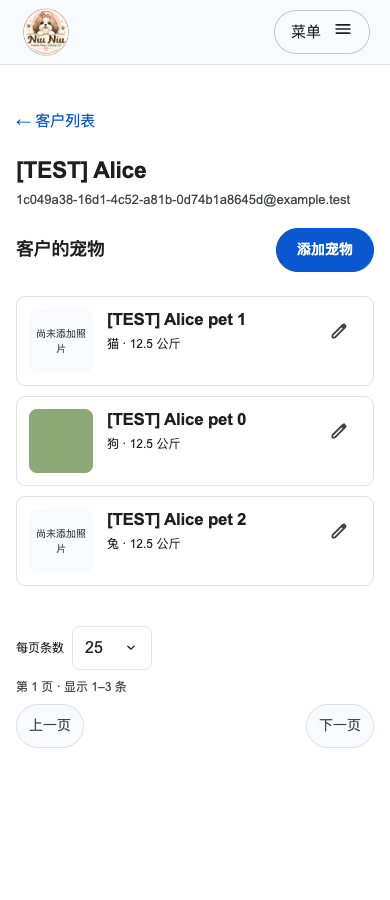 Niu Niu
菜单
← 客户列表
[TEST] Alice
1c049a38-16d1-4c52-a81b-0d74b1a8645d@example.test
客户的宠物
添加宠物
尚未添加照
片
[TEST] Alice pet 1
猫 · 12.5 公斤
[TEST] Alice pet 0
狗 · 12.5 公斤
尚未添加照
片
[TEST] Alice pet 2
兔 · 12.5 公斤
每页条数
25
第 1 页 · 显示 1–3 条
上一页
下一页